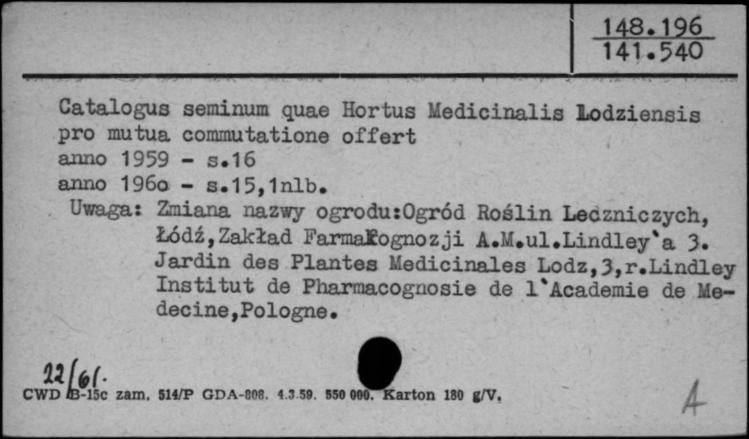 148.196
141.540
Catalogus seminum quae Hortus Medicinalis Lodziensis
pro mutua commutatione offert
anno 1959 - s.16
anno 196o - s.15,1nlb.
Uwaga: Zmiana nazwy ogrodu:Ogród Roślin Leczniczych,
Łódź,Zakład Farmakognozji A.M.ul.Lindley'a 3.
Jardin des Plantes Medicinales Lodz,3,r.Lindley
Institut de Pharmacognosie de l'Academie de Me-
decine,Pologne.
22/61.
CWD B-15c zam. 514/P GDA-808. 4.3.59. 550 000. Karton 180 g/V.
A